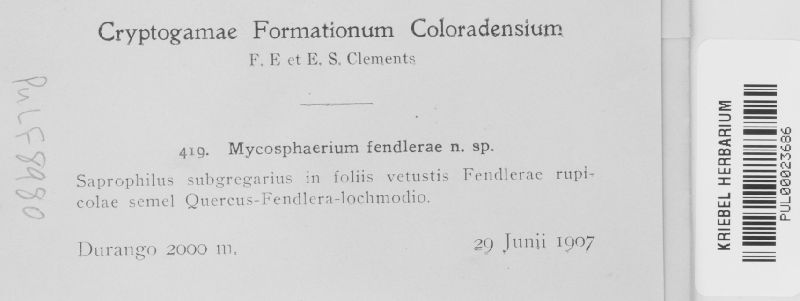 Cryptogamae Formationum Coloradensium
F. E et E. S. Clements
419. Mycosphaerium fendlerae n. sp.
Saprophilus subgregarius in foliis vetustis Fendlerae rupi-
colae semel Quercus-Fendlera-lochmodio.
Durango 2000 m. 29 Junii 1907
PulF8980
KRIEBEL HERBARIUM
PUL00023686